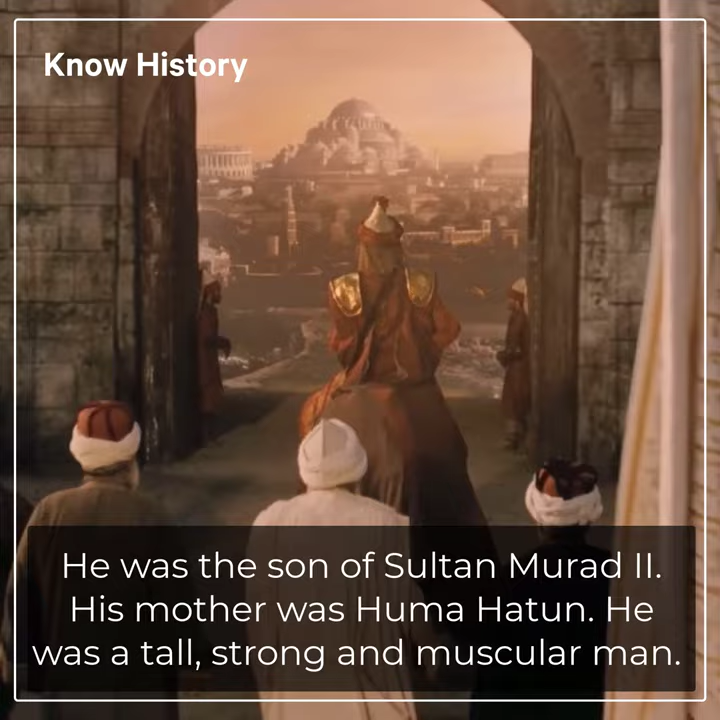 Know History
He was the son of Sultan Murad II.
His mother was Huma Hatun. He
was a tall, strong and muscular man.